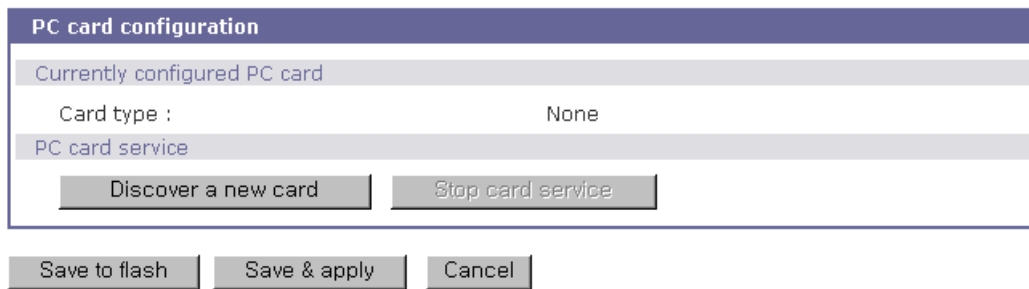 PC card configuration
Currently configured PC card
Card type : None
PC card service
Discover a new card Stop card service
Save to flash Save & apply Cancel